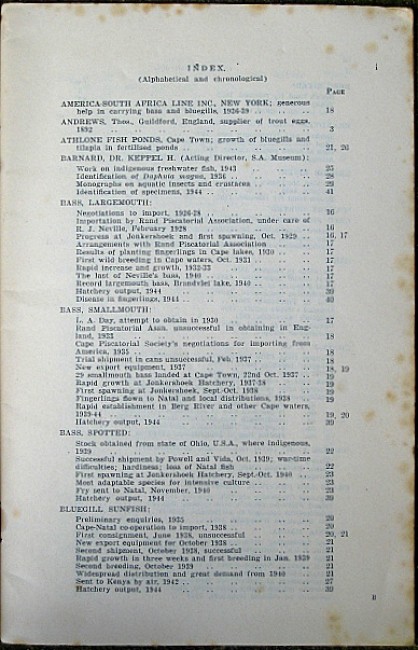 INDEX. i
(Alphabetical and chronological)
PAGE
AMERICA-SOUTH AFRICA LINE INC., NEW YORK; generous
help in carrying bass and bluegills, 1926-39 .. .. .. 18
ANDREWS, Thos., Guildford, England, supplier of trout eggs,
1892 .. .. .. .. .. .. .. .. 3
ATHLONE FISH PONDS, Cape Town; growth of bluegills and
tilapia in fertilised ponds .. .. .. .. .. 21, 26
BARNARD, DR. KEPPEL H. (Acting Director, S.A. Museum):
Work on indigenous freshwater fish, 1943 .. .. .. 25
Identification of Daphnia magna, 1936 .. .. .. 28
Monographs on aquatic insects and crustaces .. .. .. 29
Identification of specimens, 1944 .. .. .. .. 41
BASS, LARGEMOUTH:
Negotiations to import, 1926-28 .. .. .. .. 16
Importation by Rand Piscatorial Association, under care of
R. J. Neville, February 1928 .. .. .. .. 16
Progress at Jonkershoek and first spawning, Oct. 1929 .. 16, 17
Arrangements with Rand Piscatorial Association .. .. 17
Results of planting fingerlings in Cape lakes, 1930 .. .. 17
First wild breeding in Cape waters, Oct. 1931 .. .. 17
Rapid increase and growth, 1932-33 .. .. .. 17
The last of Neville's bass, 1940 .. .. .. .. 17
Record largemouth bass, Brandvlei lake, 1940 .. .. 17
Hatchery output, 1944 .. .. .. .. .. 39
Disease in fingerlings, 1944 .. .. .. .. .. 40
BASS, SMALLMOUTH:
L. A. Day, attempt to obtain in 1930 .. .. .. 17
Rand Piscatorial Assn. unsuccessful in obtaining in Eng-
land, 1933 .. .. .. .. .. .. 18
Cape Piscatorial Society's negotiations for importing from
America, 1935 .. .. .. .. .. .. 18
Trial shipment in cans unsuccessful, Feb. 1937 .. .. 18
New export equipment, 1937 .. .. .. .. 18, 19
29 smallmouth bass landed at Cape Town, 22nd Oct. 1937 .. 19
Rapid growth at Jonkershoek Hatchery, 1937-38 .. .. 19
First spawning at Jonkershoek, Sept.-Oct. 1938 .. .. 19
Fingerlings flown to Natal and local distributions, 1938 .. 19
Rapid establishment in Berg River and other Cape waters,
1939-44 .. .. .. .. .. .. .. 19, 20
Hatchery output, 1944 .. .. .. .. .. 39
BASS, SPOTTED:
Stock obtained from state of Ohio, U.S.A., where indigenous,
1939 .. .. .. .. .. .. .. 22
Successful shipment by Powell and Vida, Oct. 1939; war-time
difficulties; hardiness; loss of Natal fish .. .. .. 22
First spawning at Jonkershoek Hatchery, Sept.-Oct. 1940 .. 23
Most adaptable species for intensive culture .. .. .. 23
Fry sent to Natal, November, 1940 .. .. .. 23
Hatchery output, 1944 .. .. .. .. .. 39
BLUEGILL SUNFISH:
Preliminary enquiries, 1935 .. .. .. .. 20
Cape-Natal co-operation to import, 1938 .. .. .. 20
First consignment, June 1938, unsuccessful .. .. .. 20, 21
New export equipment for October 1938 .. .. .. 21
Second shipment, October 1938, successful .. .. .. 21
Rapid growth in three weeks and first breeding in Jan. 1939 21
Second breeding, October 1939 .. .. .. .. 21
Widespread distribution and great demand from 1940 .. 21
Sent to Kenya by air, 1942 .. .. .. .. .. 27
Hatchery output, 1944 .. .. .. .. .. 39
B